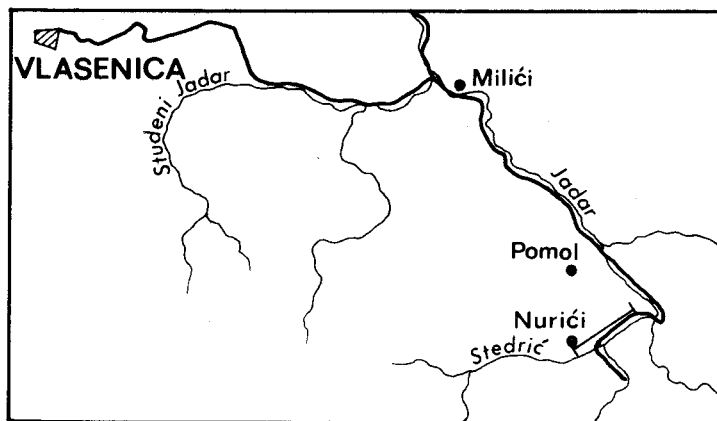 VLASENICA
Milići
Studeni Jadar
Jadar
Pomol
Nurići
Stedrić